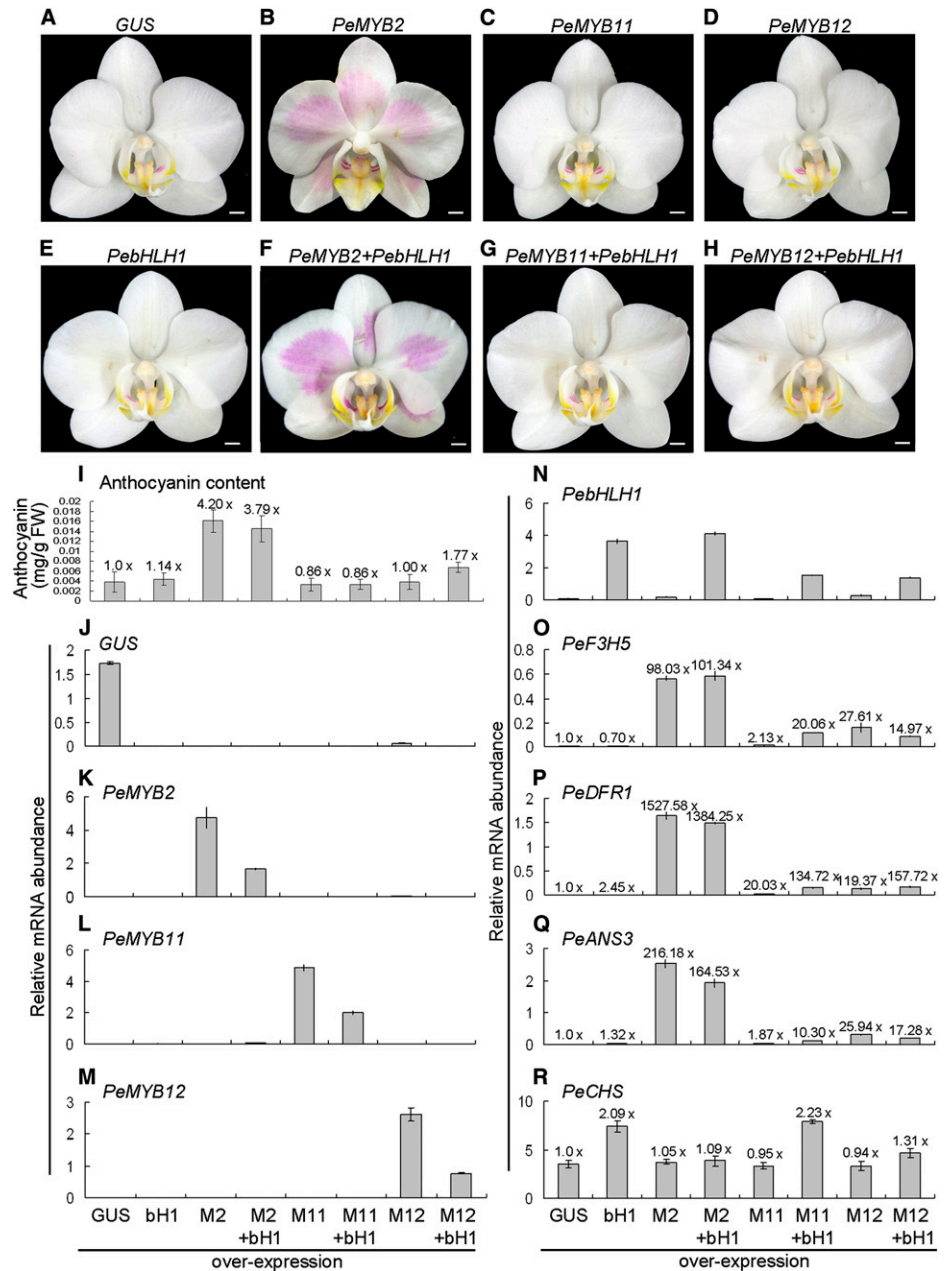 A GUS
B PeMYB2
C PeMYB11
D PeMYB12
E PebHLH1
F PeMYB2+PebHLH1
G PeMYB11+PebHLH1
H PeMYB12+PebHLH1
I Anthocyanin content
Anthocyanin
(mg/g FW)
0.02
0.018
0.016
0.014
0.012
0.01
0.008
0.006
0.004
0.002
0
1.0 x 1.14 x 4.20 x 3.79 x 0.86 x 0.86 x 1.00 x 1.77 x
Relative mRNA abundance
J GUS
2
1.5
1
0.5
0
K PeMYB2
6
4
2
0
L PeMYB11
6
4
2
0
M PeMYB12
3
2
1
0
GUS bH1 M2 M2 M11 M11 M12 M12
+bH1 +bH1 +bH1
over-expression
Relative mRNA abundance
N PebHLH1
6
4
2
0
O PeF3H5
0.8
0.6
0.4
0.2
0
1.0 x 0.70 x 98.03 x 101.34 x 2.13 x 20.06 x 27.61 x 14.97 x
P PeDFR1
2
1.5
1
0.5
0
1.0 x 2.45 x 1527.58 x 1384.25 x 20.03 x 134.72 x 119.37 x 157.72 x
Q PeANS3
3
2
1
0
1.0 x 1.32 x 216.18 x 164.53 x 1.87 x 10.30 x 25.94 x 17.28 x
R PeCHS
10
5
0
1.0 x 2.09 x 1.05 x 1.09 x 0.95 x 2.23 x 0.94 x 1.31 x
GUS bH1 M2 M2 M11 M11 M12 M12
+bH1 +bH1 +bH1
over-expression